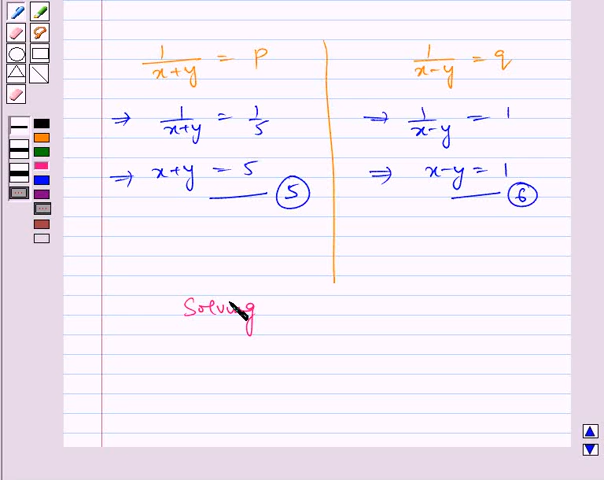 1/(x+y) = p
⇒ 1/(x+y) = 1/5
⇒ x+y = 5 ⑤
1/(x-y) = q
⇒ 1/(x-y) = 1
⇒ x-y = 1 ⑥
Solving